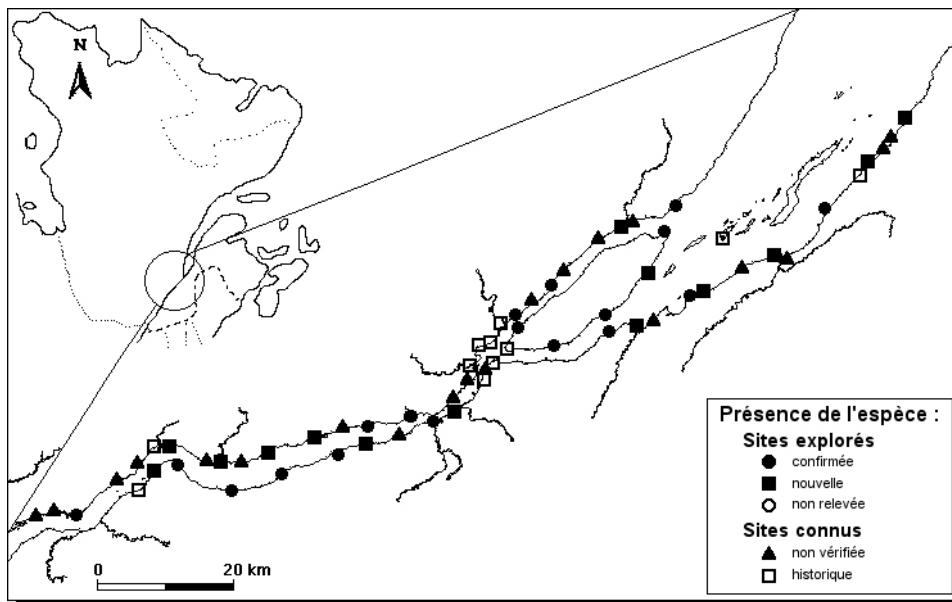 N
Présence de l'espèce :
Sites explorés
confirmée
nouvelle
non relevée
Sites connus
non vérifiée
historique
0 20 km